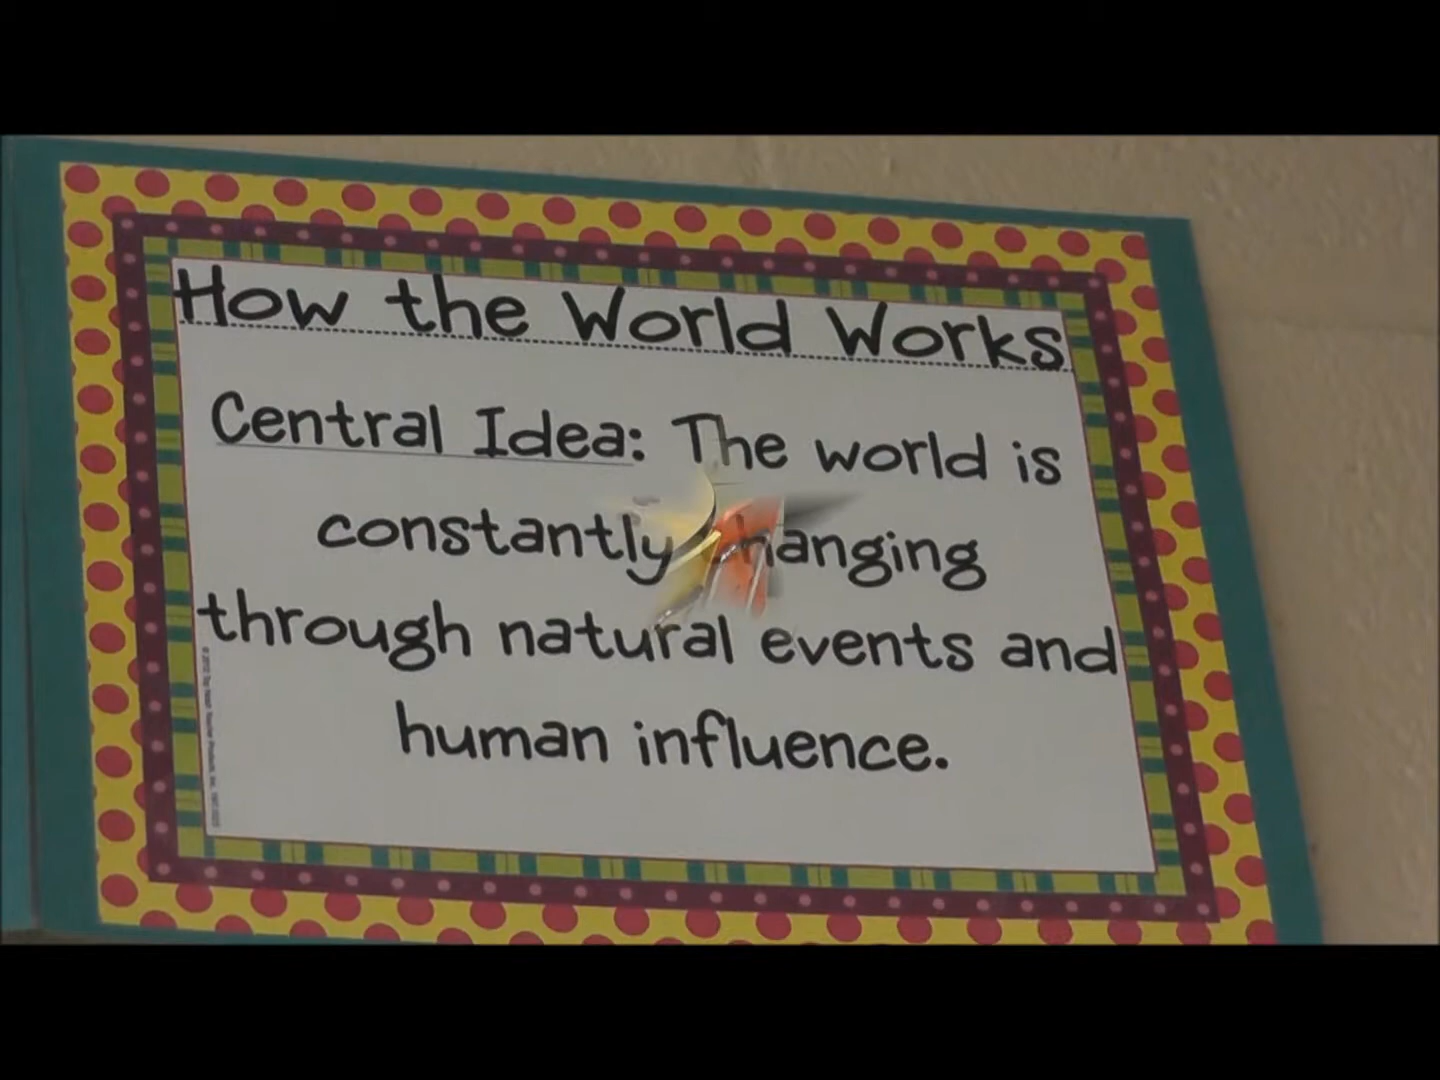 How the World Works
Central Idea: The world is
constantly changing
through natural events and
human influence.